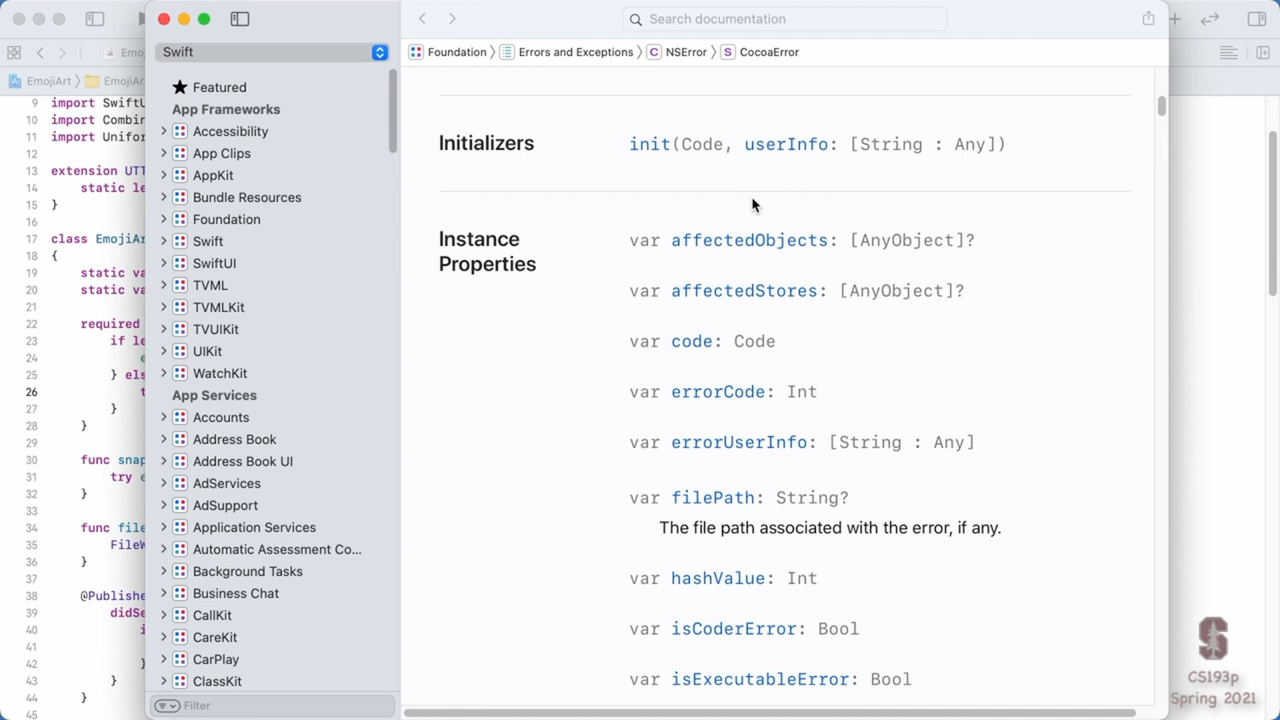 Search documentation
Swift
Foundation
Errors and Exceptions
NSError
CocoaError
Featured
App Frameworks
Accessibility
App Clips
AppKit
Bundle Resources
Foundation
Swift
SwiftUI
TVML
TVMLKit
TVUIKit
UIKit
WatchKit
App Services
Accounts
Address Book
Address Book UI
AdServices
AdSupport
Application Services
Automatic Assessment Co...
Background Tasks
Business Chat
CallKit
CareKit
CarPlay
ClassKit
Filter
Initializers
init(Code, userInfo: [String : Any])
Instance
Properties
var affectedObjects: [AnyObject]?
var affectedStores: [AnyObject]?
var code: Code
var errorCode: Int
var errorUserInfo: [String : Any]
var filePath: String?
The file path associated with the error, if any.
var hashValue: Int
var isCoderError: Bool
var isExecutableError: Bool
Emo
EmojiArt
EmojiAr
9 import SwiftU
10 import Combin
11 import Unifor
12
13 extension UTT
14 static le
15 }
16
17 class EmojiAr
18 {
19 static va
20 static va
21
22 required
23 if le
24 e
25 } els
26 t
27 }
28 }
29
30 func snap
31 try e
32 }
33
34 func file
35 FileW
36 }
37
38 @Publishe
39 didSe
40 i
41
42 }
43 }
44 }
45
S
CS193p
Spring 2021